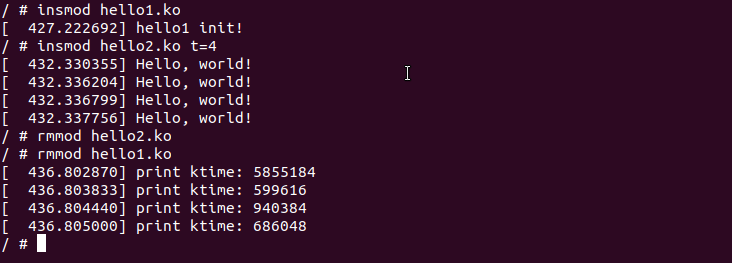 / # insmod hello1.ko
[  427.222692] hello1 init!
/ # insmod hello2.ko t=4
[  432.330355] Hello, world!
[  432.336204] Hello, world!
[  432.336799] Hello, world!
[  432.337756] Hello, world!
/ # rmmod hello2.ko
/ # rmmod hello1.ko
[  436.802870] print ktime: 5855184
[  436.803833] print ktime: 599616
[  436.804440] print ktime: 940384
[  436.805000] print ktime: 686048
/ #